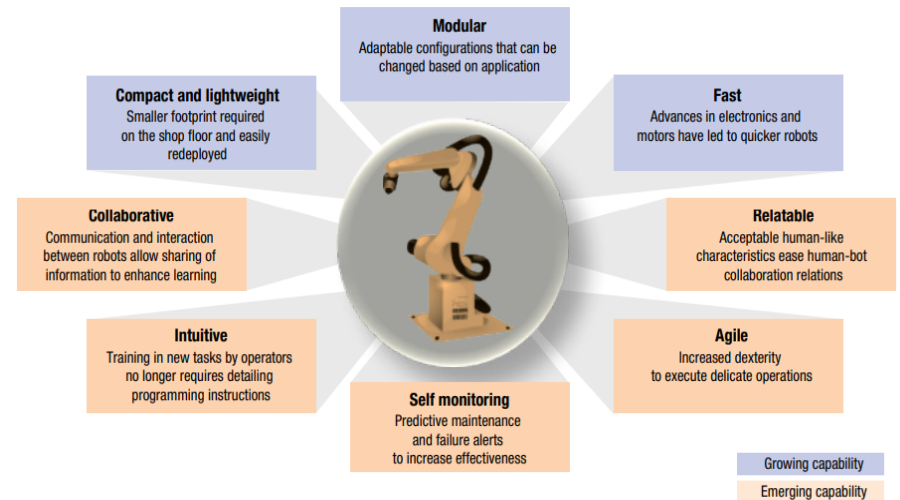 Modular
Adaptable configurations that can be
changed based on application
Compact and lightweight
Smaller footprint required
on the shop floor and easily
redeployed
Fast
Advances in electronics and
motors have led to quicker robots
Collaborative
Communication and interaction
between robots allow sharing of
information to enhance learning
Relatable
Acceptable human-like
characteristics ease human-bot
collaboration relations
Intuitive
Training in new tasks by operators
no longer requires detailing
programming instructions
Agile
Increased dexterity
to execute delicate operations
Self monitoring
Predictive maintenance
and failure alerts
to increase effectiveness
Growing capability
Emerging capability